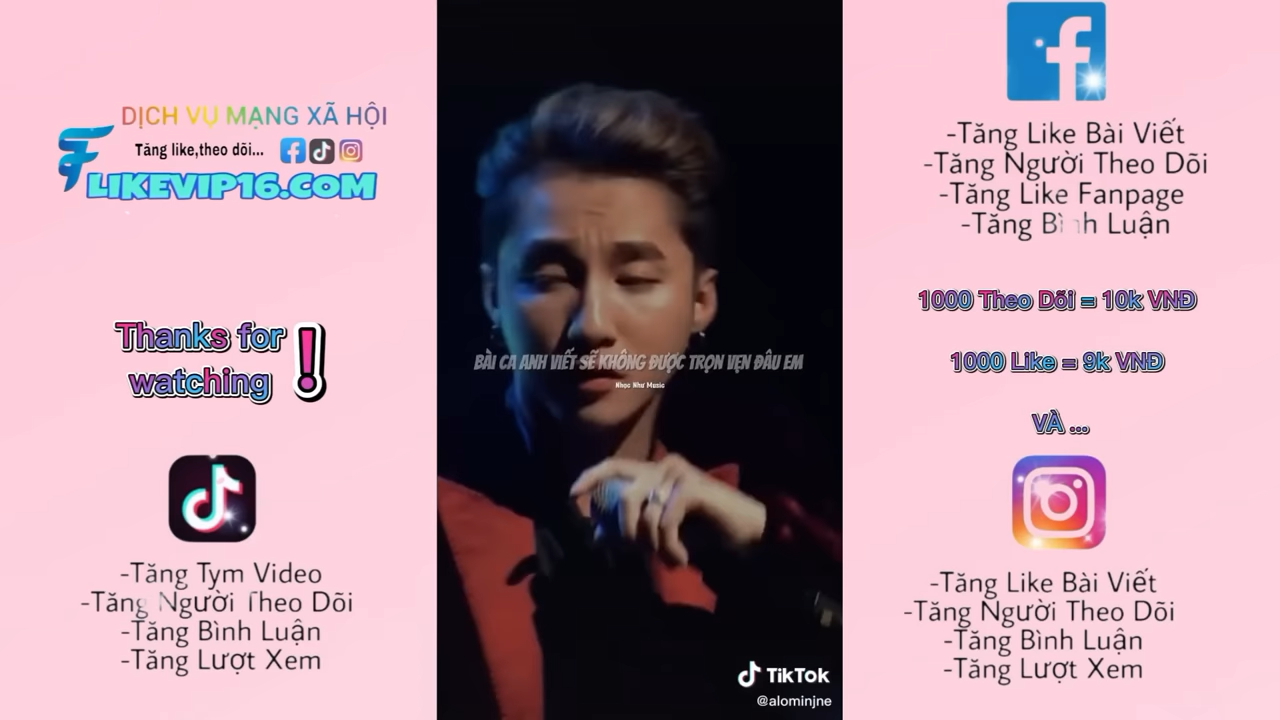 DỊCH VỤ MẠNG XÃ HỘI
Tăng like,theo dõi...
LIKEVIP16.COM
Thanks for
watching !
-Tăng Tym Video
-Tăng Người Theo Dõi
-Tăng Bình Luận
-Tăng Lượt Xem
BÀI CA ANH VIẾT SẼ KHÔNG ĐƯỢC TRỌN VẸN ĐÂU EM
Nhạc Như Music
TikTok
@alominjne
-Tăng Like Bài Viết
-Tăng Người Theo Dõi
-Tăng Like Fanpage
-Tăng Bình Luận
1000 Theo Dõi = 10k VNĐ
1000 Like = 9k VNĐ
VÀ ...
-Tăng Like Bài Viết
-Tăng Người Theo Dõi
-Tăng Bình Luận
-Tăng Lượt Xem